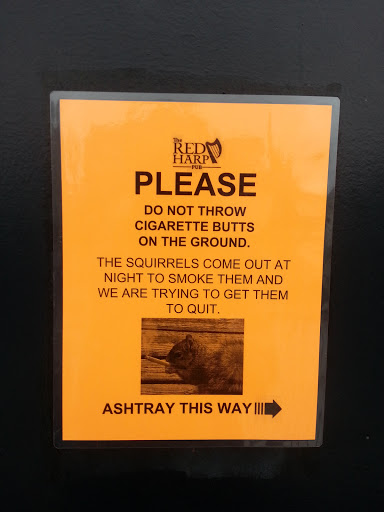 The
RED
HARP
PUB
PLEASE
DO NOT THROW
CIGARETTE BUTTS
ON THE GROUND.
THE SQUIRRELS COME OUT AT
NIGHT TO SMOKE THEM AND
WE ARE TRYING TO GET THEM
TO QUIT.
ASHTRAY THIS WAY